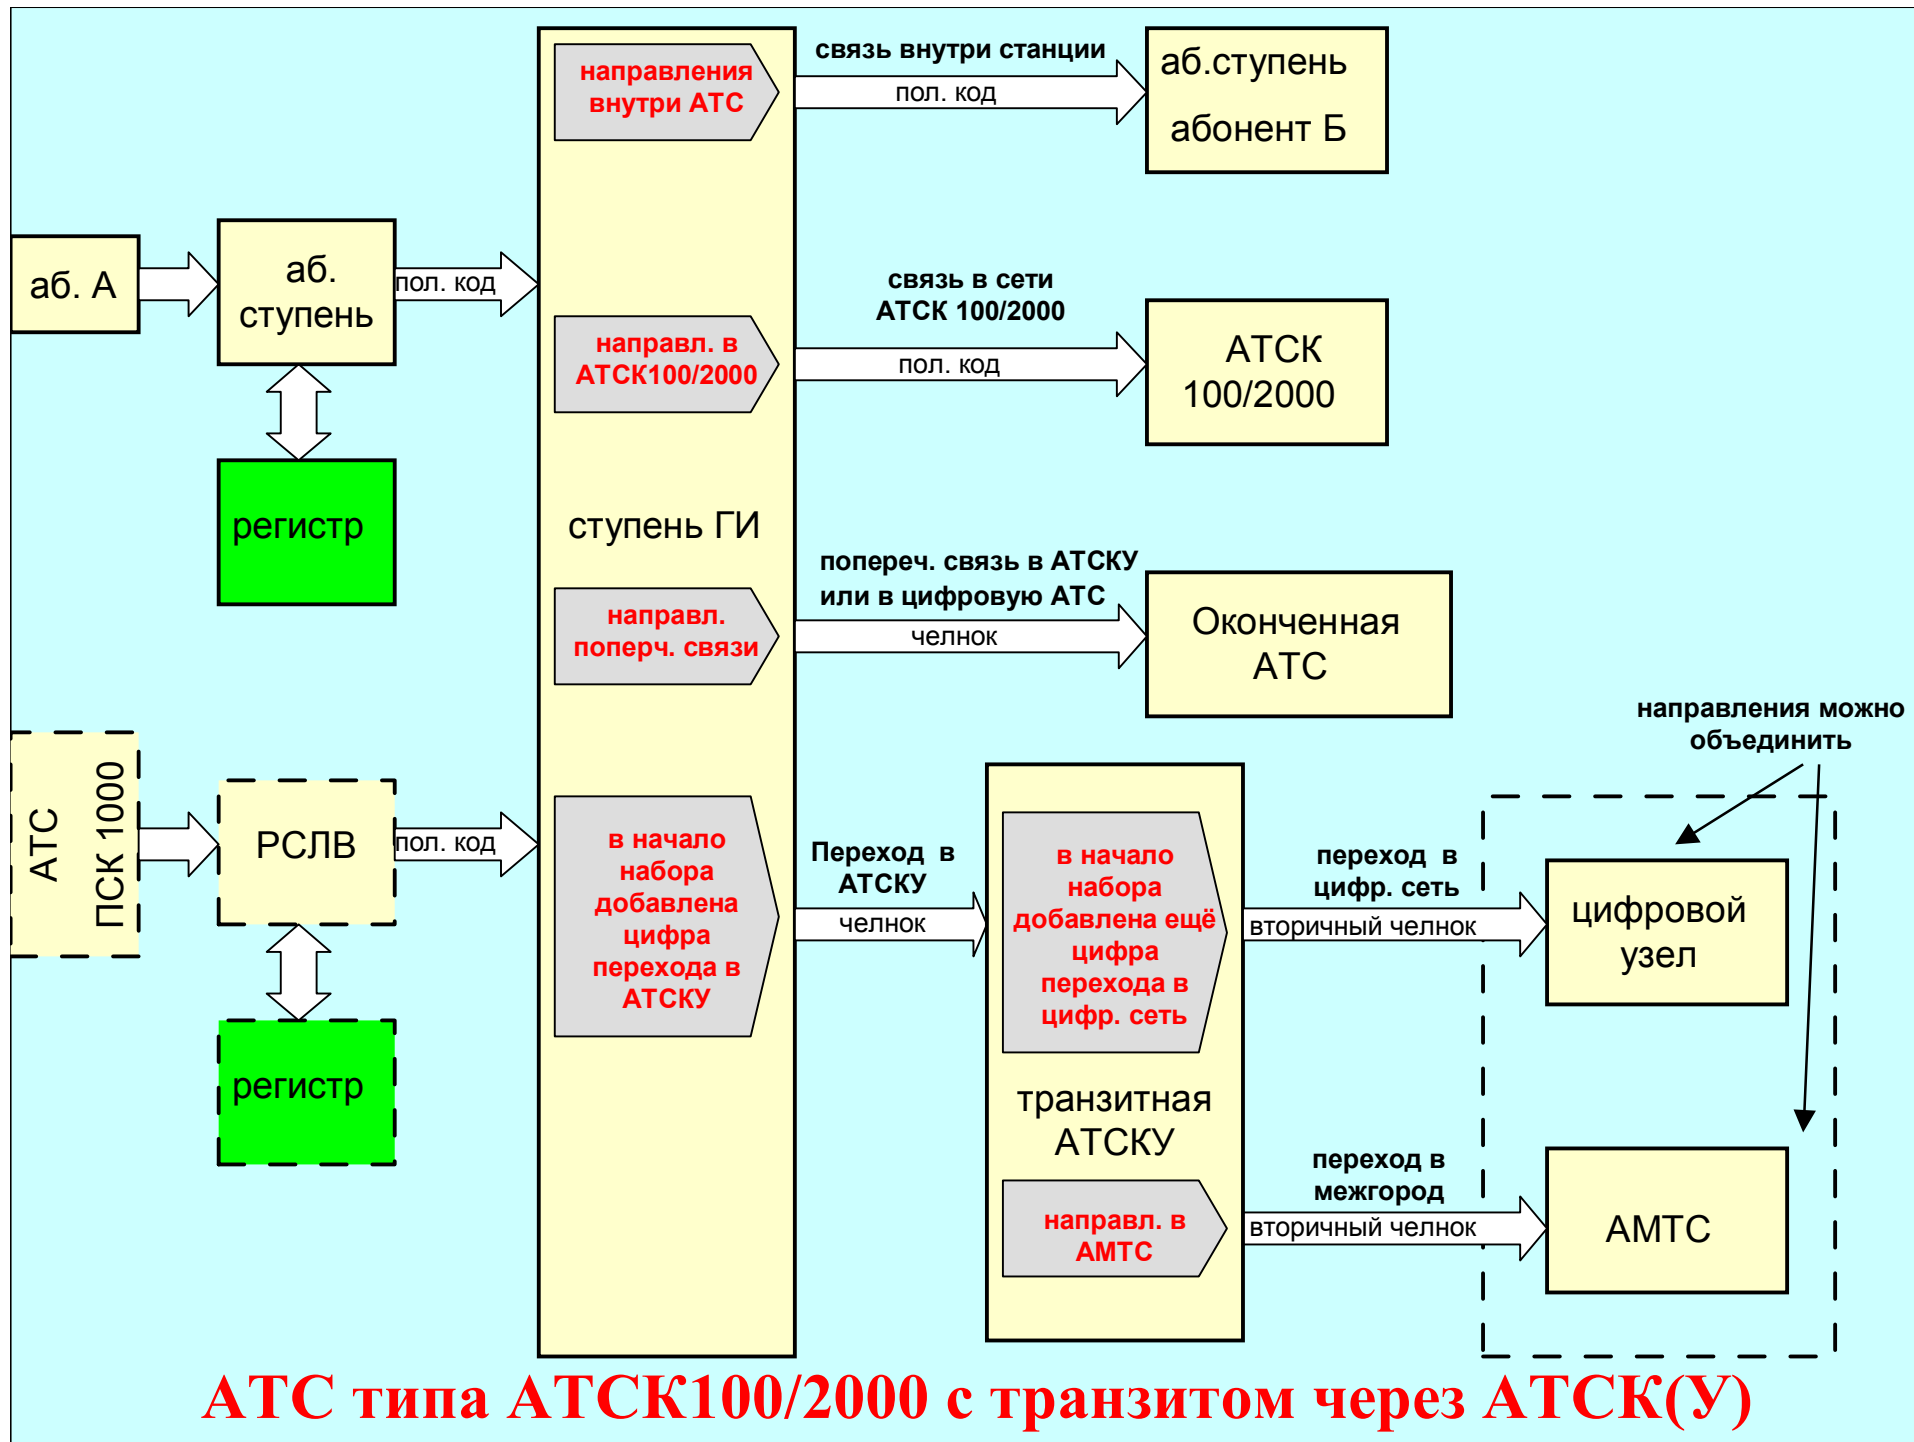 связь внутри станции
направления
внутри АТС
пол. код
аб.ступень
абонент Б
аб. А
аб.
ступень
пол. код
связь в сети
АТСК 100/2000
направл. в
АТСК100/2000
пол. код
АТСК
100/2000
регистр
ступень ГИ
попереч. связь в АТСКУ
или в цифровую АТС
направл.
поперч. связи
челнок
Оконченная
АТС
направления можно
объединить
АТС
ПСК 1000
РСЛВ
пол. код
в начало
набора
добавлена
цифра
перехода в
АТСКУ
Переход в
АТСКУ
челнок
в начало
набора
добавлена ещё
цифра
перехода в
цифр. сеть
переход в
цифр. сеть
вторичный челнок
цифровой
узел
регистр
транзитная
АТСКУ
направл. в
АМТС
переход в
межгород
вторичный челнок
АМТС
АТС типа АТСК100/2000 с транзитом через АТСК(У)